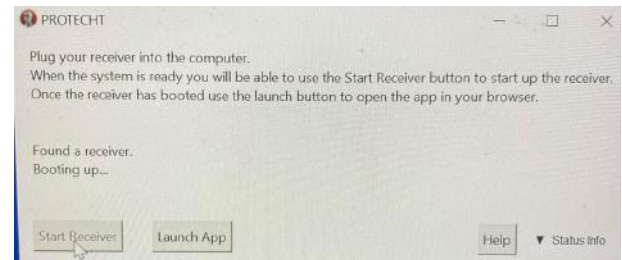 PROTECHT
Plug your receiver into the computer.
When the system is ready you will be able to use the Start Receiver button to start up the receiver.
Once the receiver has booted use the launch button to open the app in your browser.
Found a receiver.
Booting up...
Start Receiver
Launch App
Help
▼ Status Info